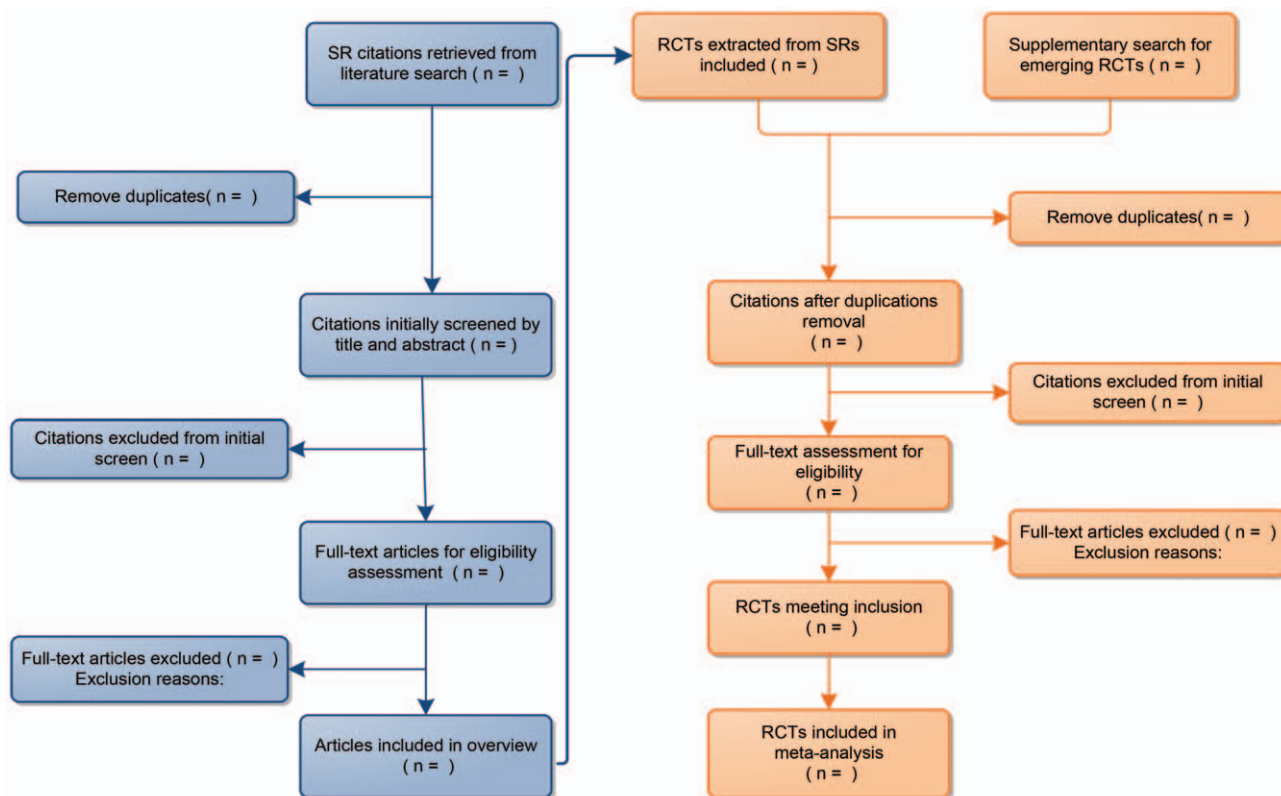 SR citations retrieved from
literature search ( n =  )
Remove duplicates( n =  )
Citations initially screened by
title and abstract ( n = )
Citations excluded from initial
screen ( n =  )
Full-text articles for eligibility
assessment  ( n =  )
Full-text articles excluded ( n =  )
Exclusion reasons:
Articles included in overview
( n =  )
RCTs extracted from SRs
included ( n =  )
Supplementary search for
emerging RCTs ( n =  )
Remove duplicates( n =  )
Citations after duplications
removal
( n =  )
Citations excluded from initial
screen ( n =  )
Full-text assessment for
eligibility
( n =  )
Full-text articles excluded ( n =  )
Exclusion reasons:
RCTs meeting inclusion
( n =  )
RCTs included in
meta-analysis
( n =  )